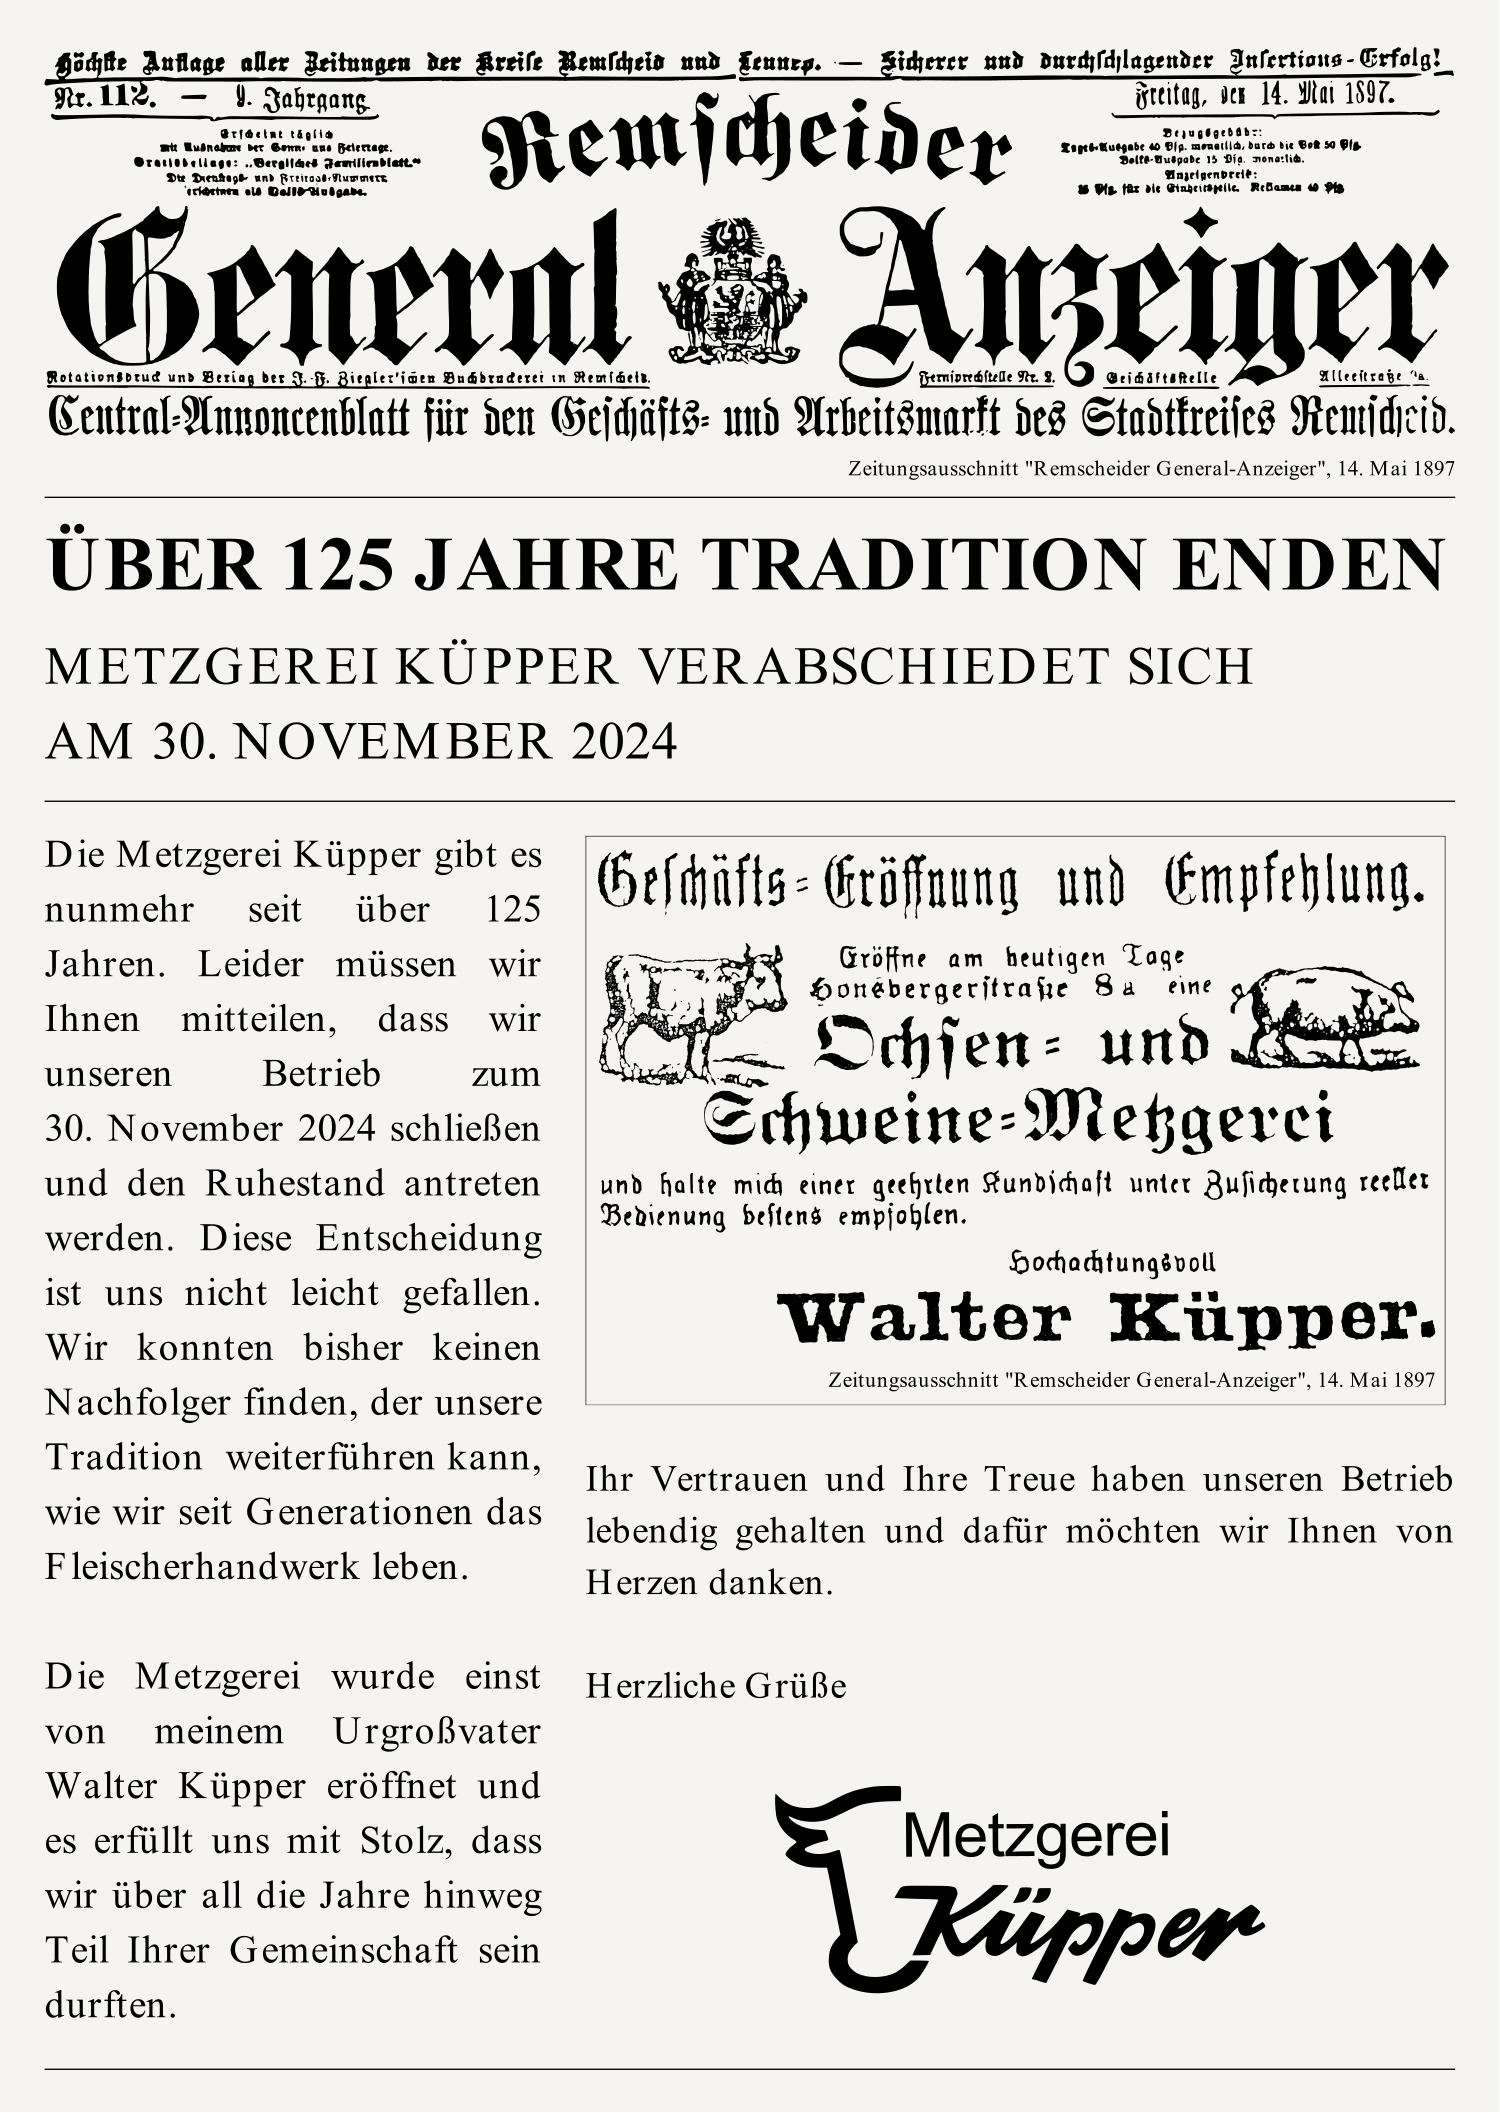 Höchste Auflage aller Zeitungen der Kreise Remscheid und Lennep. — Sicherer und durchschlagender Insertions-Erfolg!
Nr. 112. — 9. Jahrgang
Freitag, den 14. Mai 1897.
Remscheider
Erscheint täglich
mit Ausnahme der Sonn- und Feiertage.
Gratisbeilage: „Bergisches Familienblatt.“
Die Dienstags- und Freitags-Nummern
erscheinen als Volks-Ausgabe.
Bezugsgebühr:
Tages-Ausgabe 40 Pfg. monatlich, durch die Post 50 Pfg.
Volks-Ausgabe 15 Pfg. monatlich.
Anzeigenpreis:
Pfg. für die Einheitszeile. Reklamen 40 Pfg.
General Anzeiger
Rotationsdruck und Verlag der J. F. Ziegler'schen Buchdruckerei in Remscheid.
Fernsprechstelle Nr. 2.
Geschäftsstelle
Alleestraße
Central-Annoncenblatt für den Geschäfts- und Arbeitsmarkt des Stadtkreises Remscheid.
Zeitungsausschnitt "Remscheider General-Anzeiger", 14. Mai 1897
ÜBER 125 JAHRE TRADITION ENDEN
METZGEREI KÜPPER VERABSCHIEDET SICH
AM 30. NOVEMBER 2024
Die Metzgerei Küpper gibt es
nunmehr seit über 125
Jahren. Leider müssen wir
Ihnen mitteilen, dass wir
unseren Betrieb zum
30. November 2024 schließen
und den Ruhestand antreten
werden. Diese Entscheidung
ist uns nicht leicht gefallen.
Wir konnten bisher keinen
Nachfolger finden, der unsere
Tradition weiterführen kann,
wie wir seit Generationen das
Fleischerhandwerk leben.
Die Metzgerei wurde einst
von meinem Urgroßvater
Walter Küpper eröffnet und
es erfüllt uns mit Stolz, dass
wir über all die Jahre hinweg
Teil Ihrer Gemeinschaft sein
durften.
Geschäfts-Eröffnung und Empfehlung.
Eröffne am heutigen Tage
Honsbergerstraße 8a eine
Ochsen- und
Schweine-Metzgerei
und halte mich einer geehrten Kundschaft unter Zusicherung reeller
Bedienung bestens empfohlen.
Hochachtungsvoll
Walter Küpper.
Zeitungsausschnitt "Remscheider General-Anzeiger", 14. Mai 1897
Ihr Vertrauen und Ihre Treue haben unseren Betrieb
lebendig gehalten und dafür möchten wir Ihnen von
Herzen danken.
Herzliche Grüße
Metzgerei
Küpper